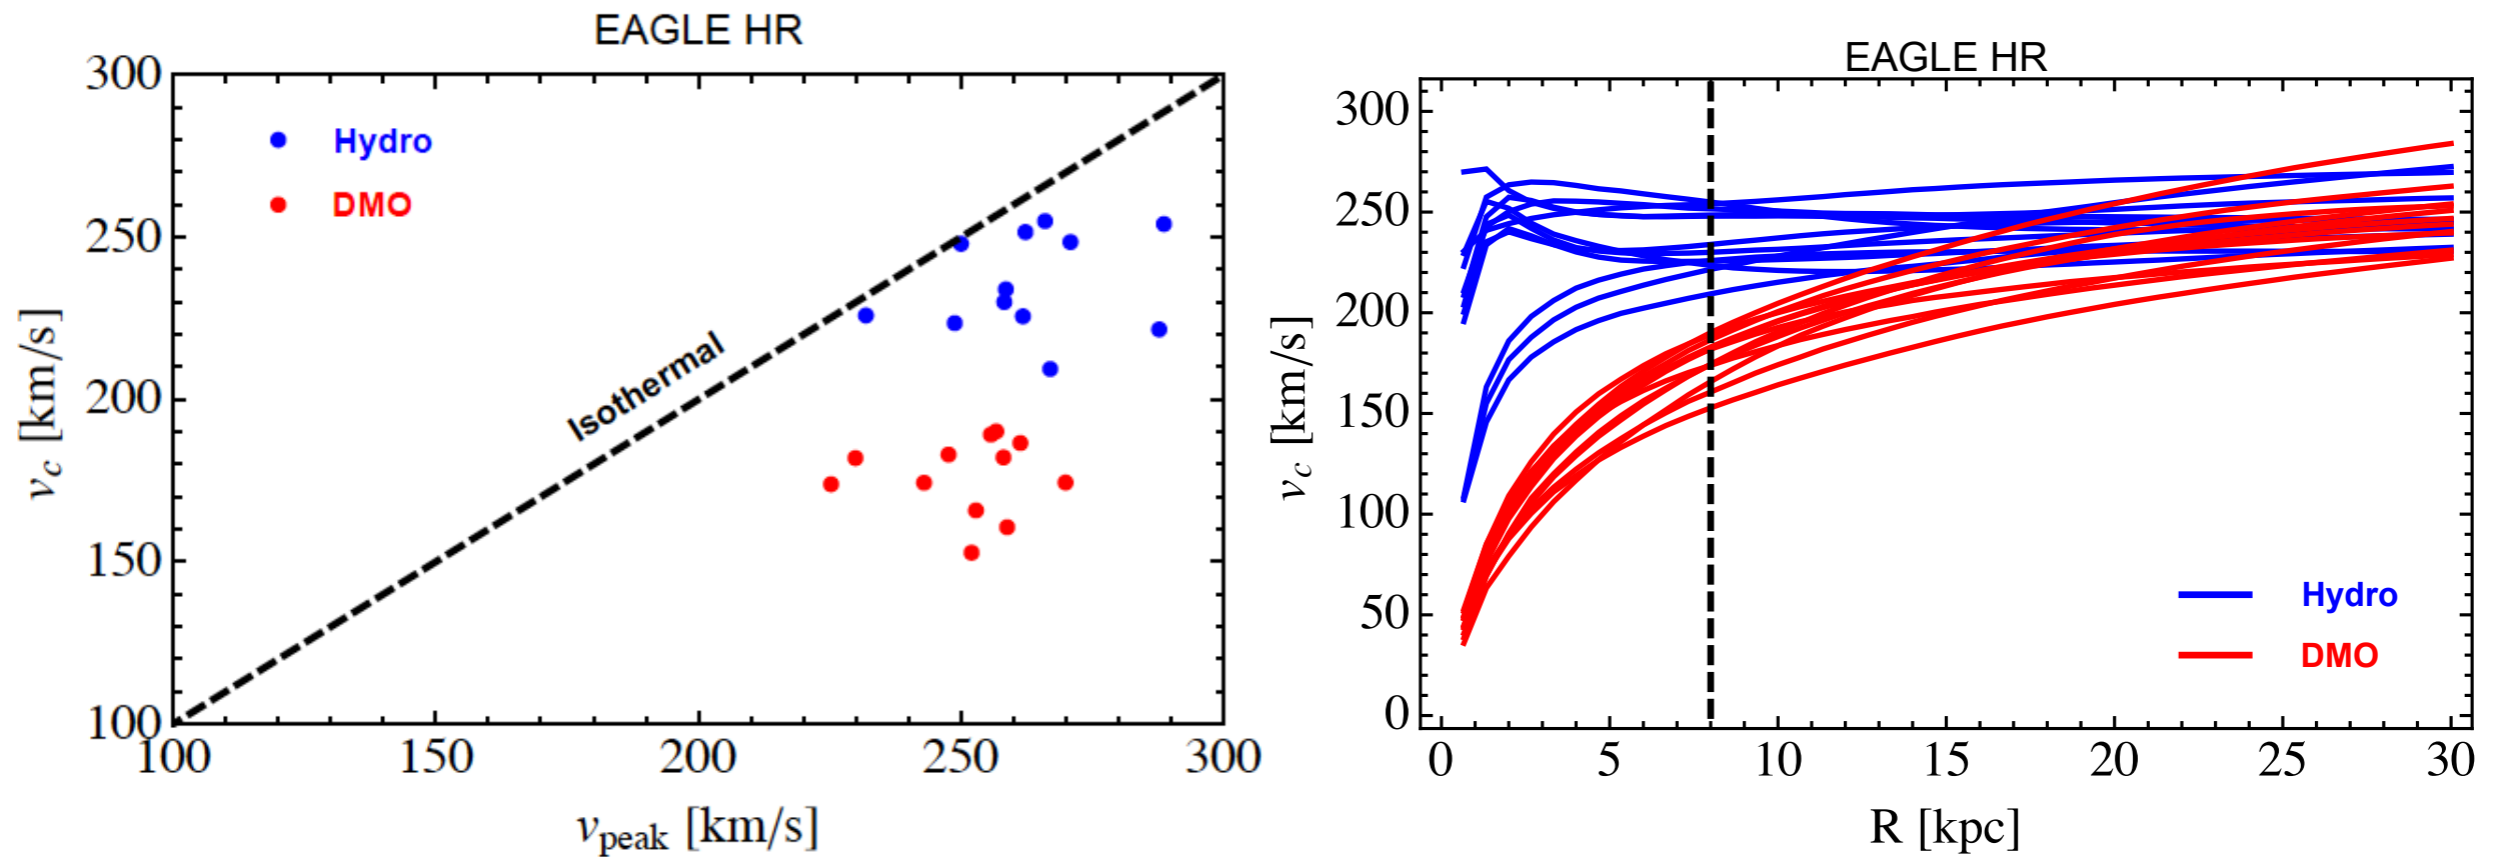 EAGLE HR
300
250
200
150
100
100 150 200 250 300
v_c [km/s]
v_peak [km/s]
Hydro
DMO
Isothermal
EAGLE HR
300
250
200
150
100
50
0
0 5 10 15 20 25 30
v_c [km/s]
R [kpc]
Hydro
DMO